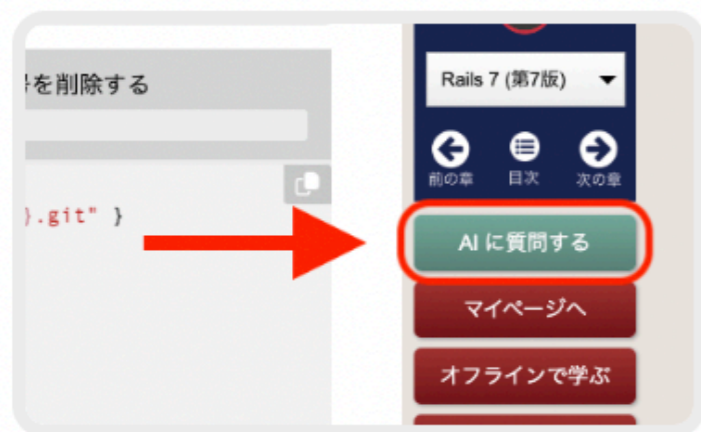 号を削除する
}.git" }
Rails 7 (第7版)
前の章
目次
次の章
AI に質問する
マイページへ
オフラインで学ぶ